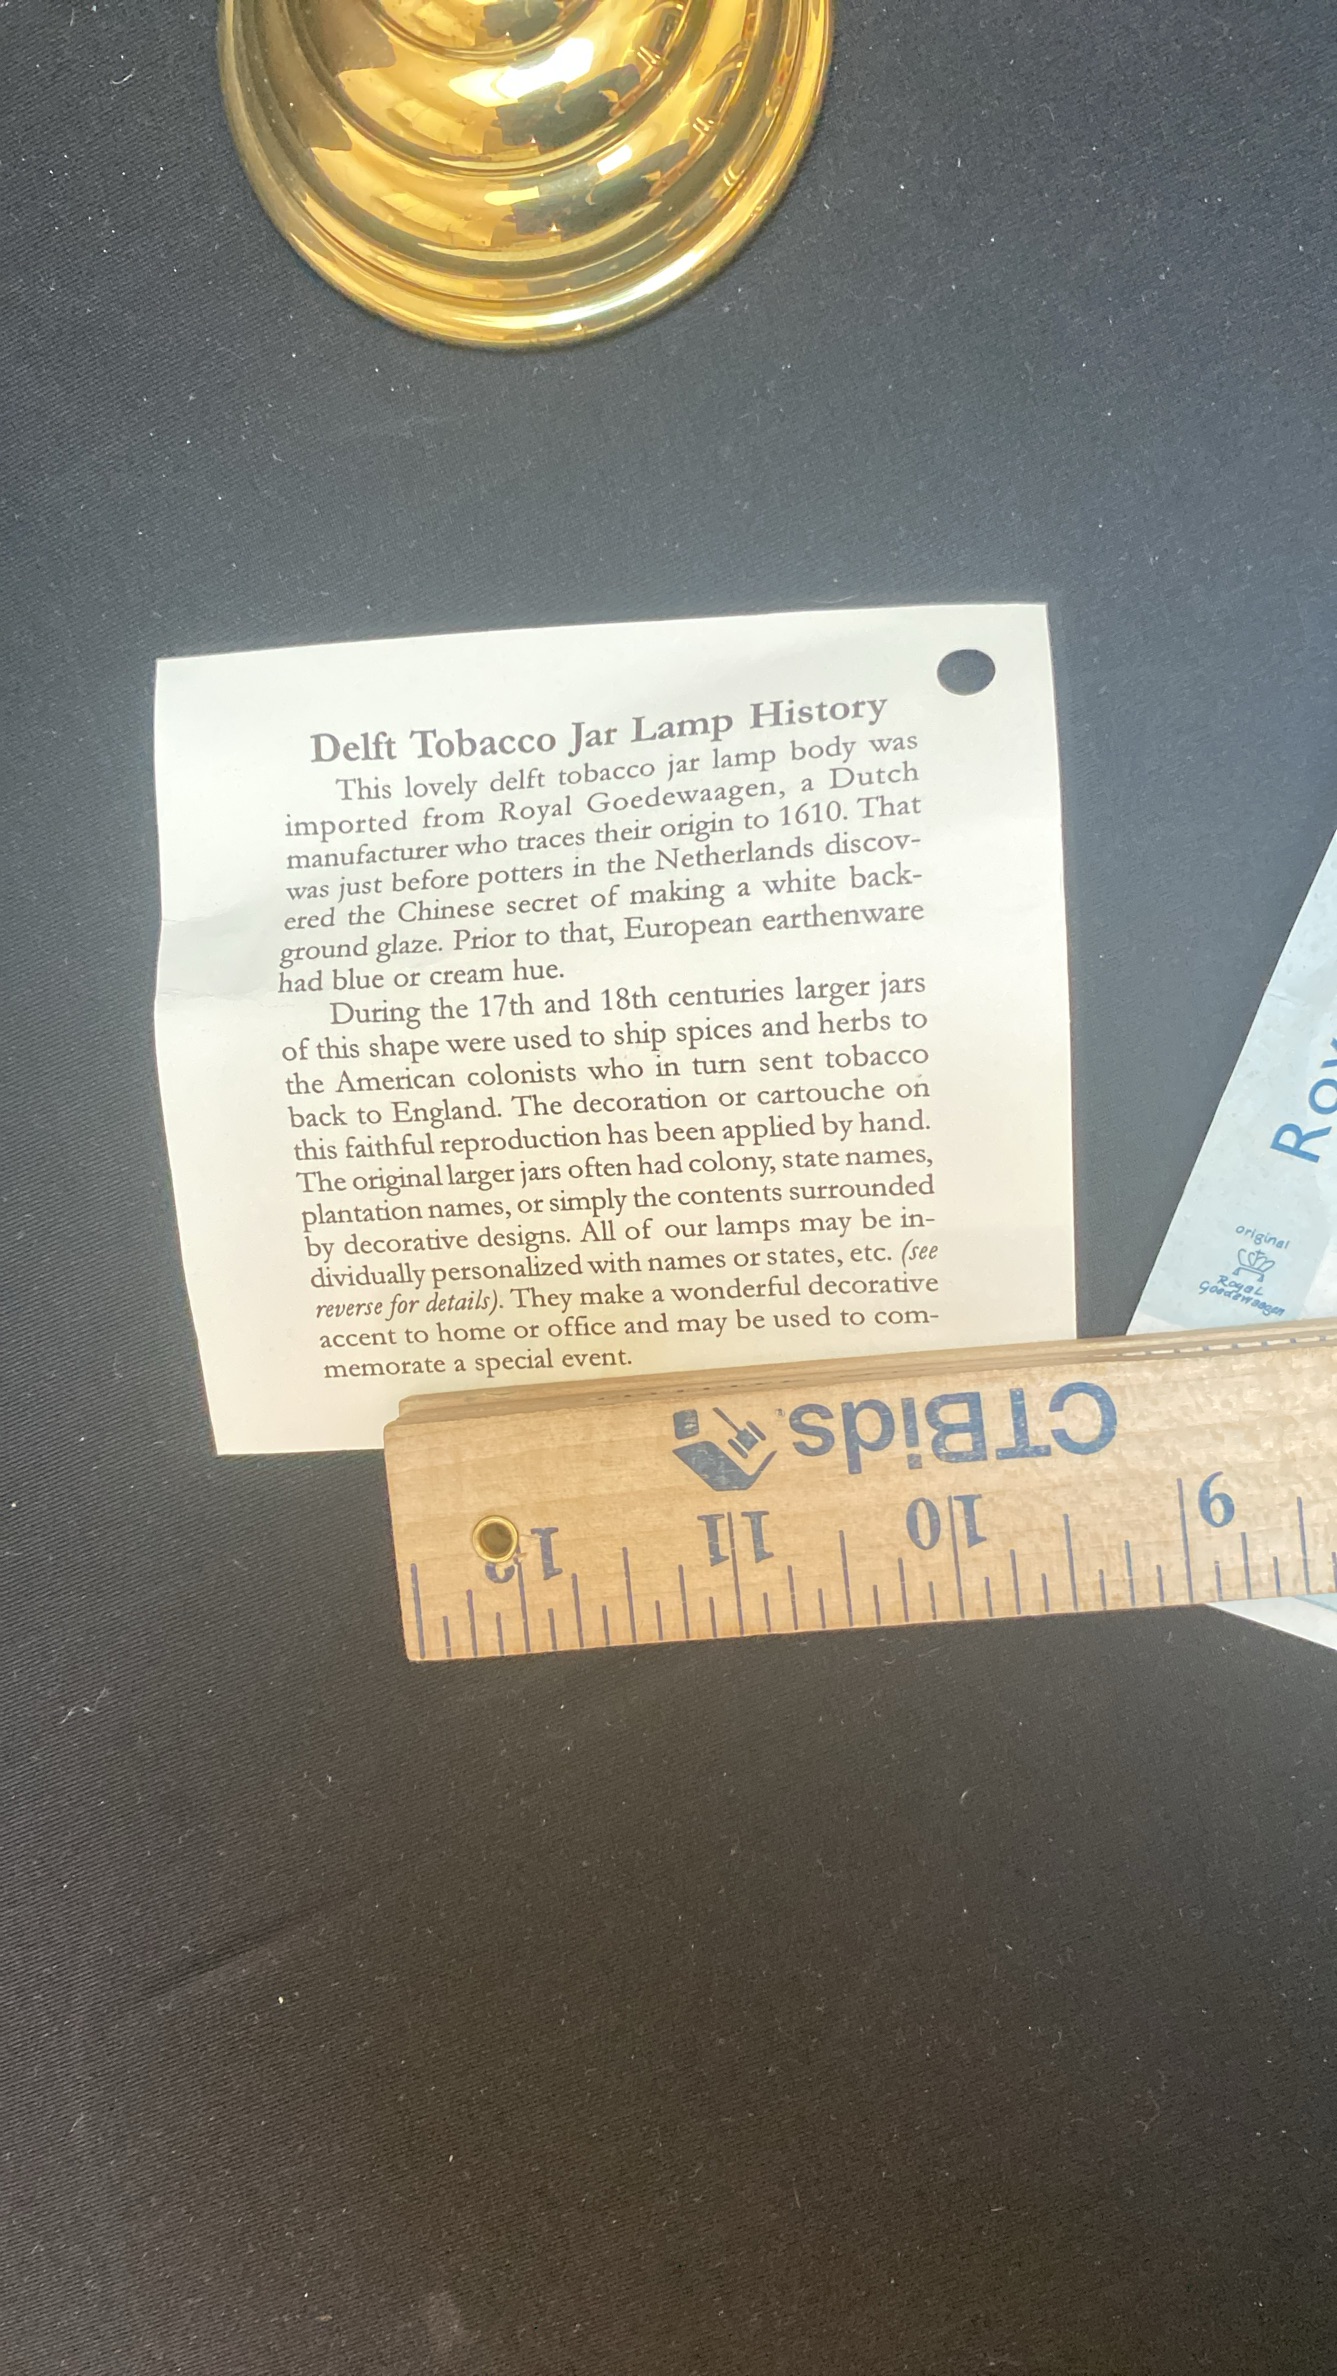 Delft Tobacco Jar Lamp History
This lovely delft tobacco jar lamp body was
imported from Royal Goedewaagen, a Dutch
manufacturer who traces their origin to 1610. That
was just before potters in the Netherlands discov-
ered the Chinese secret of making a white back-
ground glaze. Prior to that, European earthenware
had blue or cream hue.
During the 17th and 18th centuries larger jars
of this shape were used to ship spices and herbs to
the American colonists who in turn sent tobacco
back to England. The decoration or cartouche on
this faithful reproduction has been applied by hand.
The original larger jars often had colony, state names,
plantation names, or simply the contents surrounded
by decorative designs. All of our lamps may be in-
dividually personalized with names or states, etc. (see
reverse for details). They make a wonderful decorative
accent to home or office and may be used to com-
memorate a special event.
original
Royal
Goedewaagen
CTBids
9
10
11
12